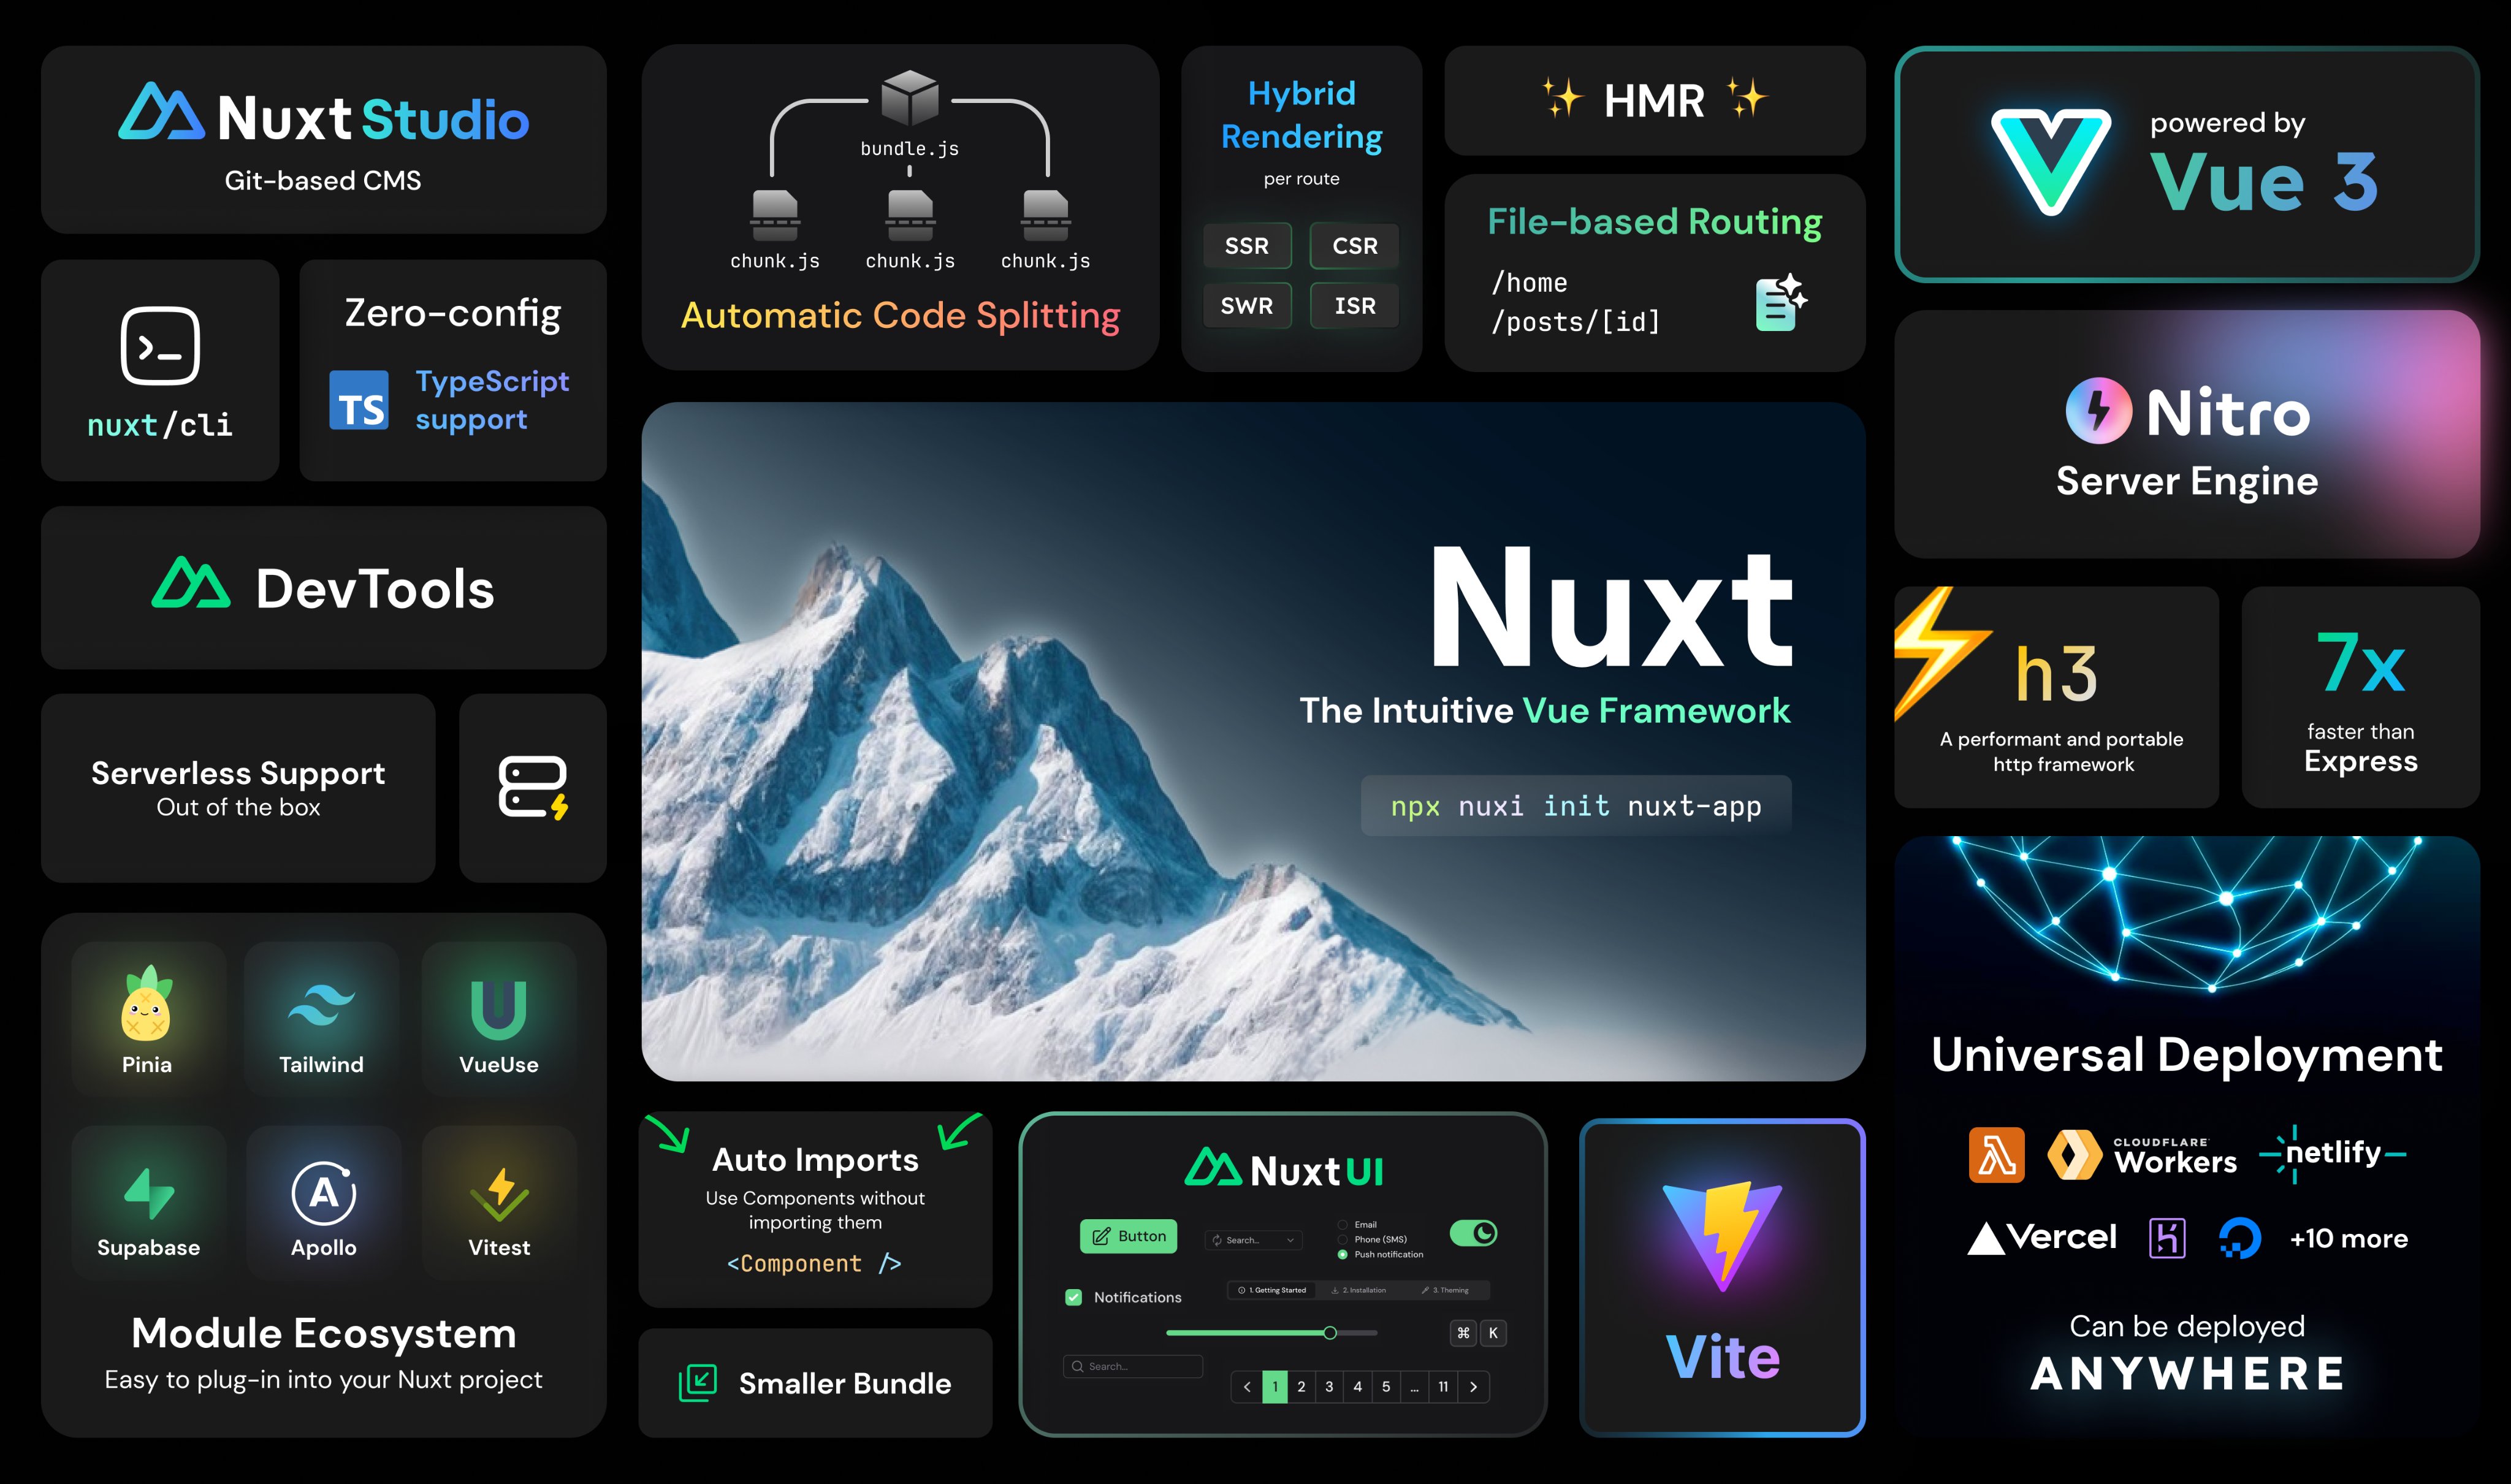 Nuxt Studio
Git-based CMS
nuxt/cli
Zero-config
TS
TypeScript
support
DevTools
Serverless Support
Out of the box
Pinia
Tailwind
VueUse
Supabase
Apollo
Vitest
Module Ecosystem
Easy to plug-in into your Nuxt project
bundle.js
chunk.js
chunk.js
chunk.js
Automatic Code Splitting
Hybrid
Rendering
per route
SSR
CSR
SWR
ISR
✨ HMR ✨
File-based Routing
/home
/posts/[id]
Nuxt
The Intuitive Vue Framework
npx nuxi init nuxt-app
Auto Imports
Use Components without
importing them
<Component />
Smaller Bundle
Nuxt UI
Button
Search...
Email
Phone (SMS)
Push notification
Notifications
1. Getting Started
2. Installation
3. Theming
⌘ K
Search...
< 1 2 3 4 5 ... 11 >
Vite
powered by
Vue 3
Nitro
Server Engine
h3
A performant and portable
http framework
7x
faster than
Express
Universal Deployment
CLOUDFLARE
Workers
netlify
Vercel
+10 more
Can be deployed
ANYWHERE